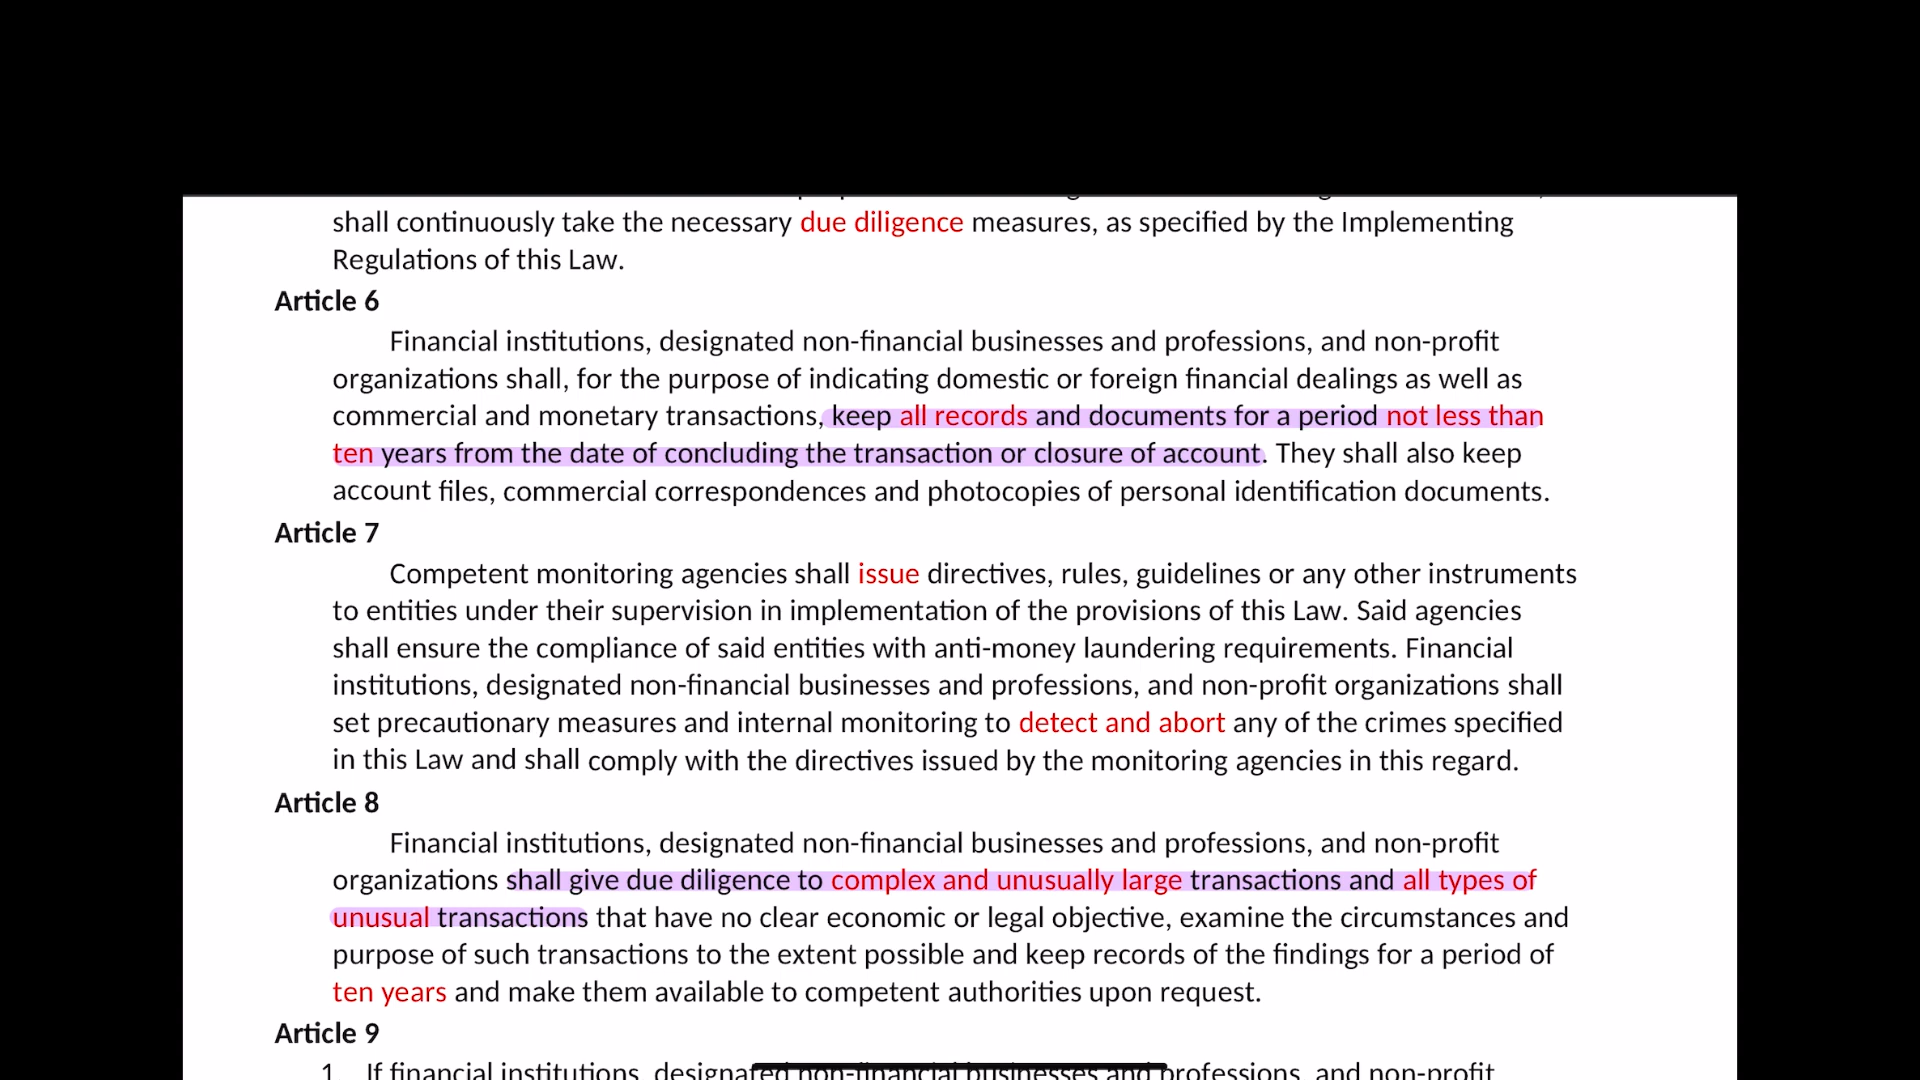 shall continuously take the necessary due diligence measures, as specified by the Implementing
Regulations of this Law.
Article 6
Financial institutions, designated non-financial businesses and professions, and non-profit
organizations shall, for the purpose of indicating domestic or foreign financial dealings as well as
commercial and monetary transactions, keep all records and documents for a period not less than
ten years from the date of concluding the transaction or closure of account. They shall also keep
account files, commercial correspondences and photocopies of personal identification documents.
Article 7
Competent monitoring agencies shall issue directives, rules, guidelines or any other instruments
to entities under their supervision in implementation of the provisions of this Law. Said agencies
shall ensure the compliance of said entities with anti-money laundering requirements. Financial
institutions, designated non-financial businesses and professions, and non-profit organizations shall
set precautionary measures and internal monitoring to detect and abort any of the crimes specified
in this Law and shall comply with the directives issued by the monitoring agencies in this regard.
Article 8
Financial institutions, designated non-financial businesses and professions, and non-profit
organizations shall give due diligence to complex and unusually large transactions and all types of
unusual transactions that have no clear economic or legal objective, examine the circumstances and
purpose of such transactions to the extent possible and keep records of the findings for a period of
ten years and make them available to competent authorities upon request.
Article 9
1. If financial institutions, designated non-financial businesses and professions, and non-profit